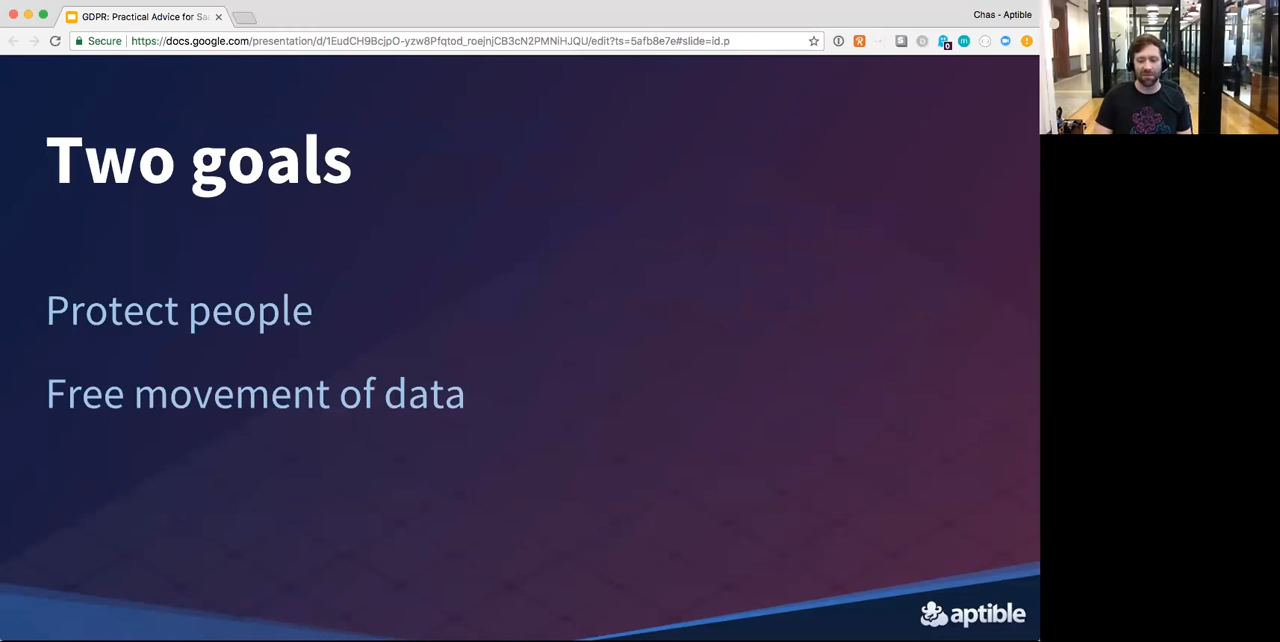 GDPR: Practical Advice for Sa
Chas - Aptible
Secure
https://docs.google.com/presentation/d/1EudCH9BcjpO-yzw8Pfqtod_roejnjCB3cN2PMNiHJQU/edit?ts=5afb8e7e#slide=id.p
Two goals
Protect people
Free movement of data
aptible